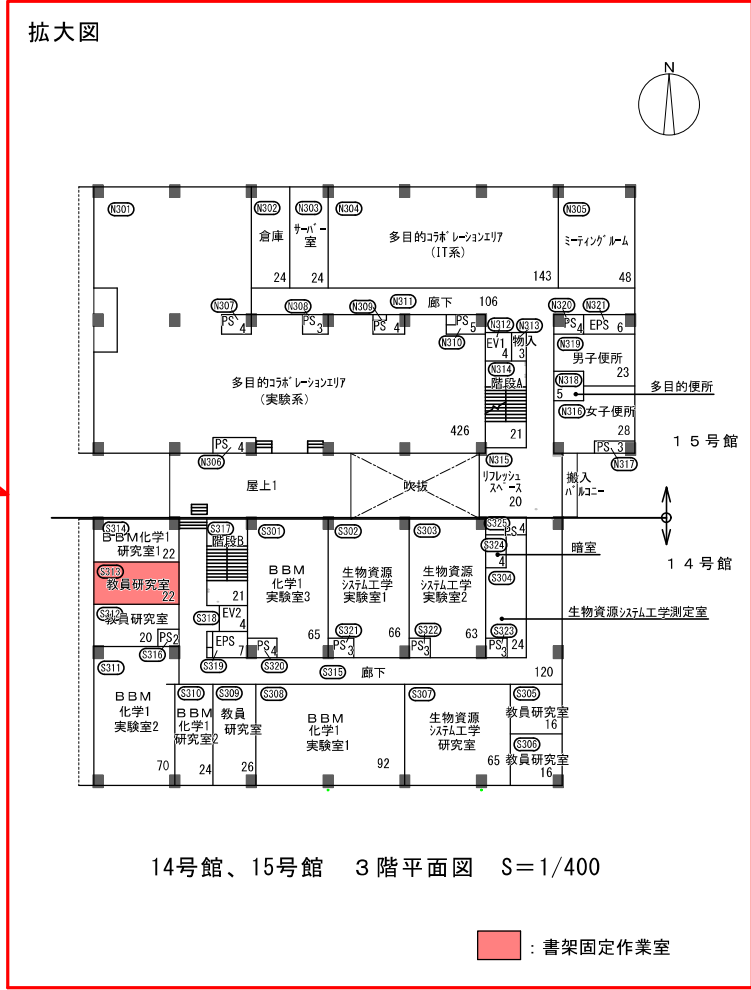 拡大図
N
N301
N302
倉庫
24
N303
サーバー
室
24
N304
多目的コラボレーションエリア
(IT系)
143
N305
ミーティングルーム
48
N307
PS 4
N308
PS 3
N309
PS 4
N311 廊下 106
PS 5
N310
N312
EV1
4
N313
物入
3
N314
階段A
21
N320
PS 4
N321
EPS 6
N319
男子便所
23
N318
5
多目的便所
N316 女子便所
28
PS 3
N317
多目的コラボレーションエリア
(実験系)
426
PS 4
N306
15号館
屋上1
吹抜
N315
リフレッシュ
スペース
20
搬入
バルコニー
14号館
S314
BBM化学1
研究室1 22
S313
教員研究室
22
S312
教員研究室
20
PS 2
S316
S317
階段B
21
S318
EV2
4
EPS
7
S319
S301
BBM
化学1
実験室3
65
PS 4
S320
S302
生物資源
システム工学
実験室1
66
S321
PS 3
S303
生物資源
システム工学
実験室2
63
S322
PS 3
S325
PS 4
S324
4
暗室
S304
生物資源システム工学測定室
S323
PS 3
24
S315 廊下 120
S311
BBM
化学1
実験室2
70
S310
BBM
化学1
研究室2
24
S309
教員
研究室
26
S308
BBM
化学1
実験室1
92
S307
生物資源
システム工学
研究室
65
S305
教員研究室
16
S306
教員研究室
16
14号館、15号館 3階平面図 S=1/400
:書架固定作業室